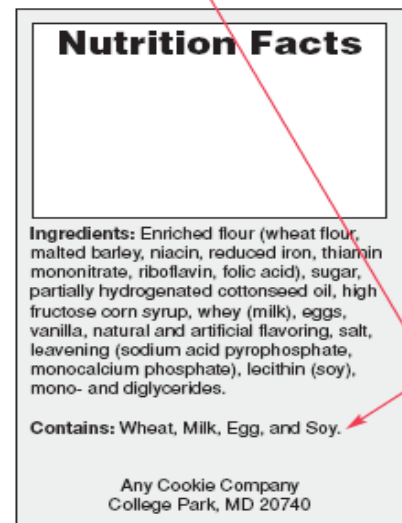 Nutrition Facts
Ingredients: Enriched flour (wheat flour,
malted barley, niacin, reduced iron, thiamin
mononitrate, riboflavin, folic acid), sugar,
partially hydrogenated cottonseed oil, high
fructose corn syrup, whey (milk), eggs,
vanilla, natural and artificial flavoring, salt,
leavening (sodium acid pyrophosphate,
monocalcium phosphate), lecithin (soy),
mono- and diglycerides.
Contains: Wheat, Milk, Egg, and Soy.
Any Cookie Company
College Park, MD 20740